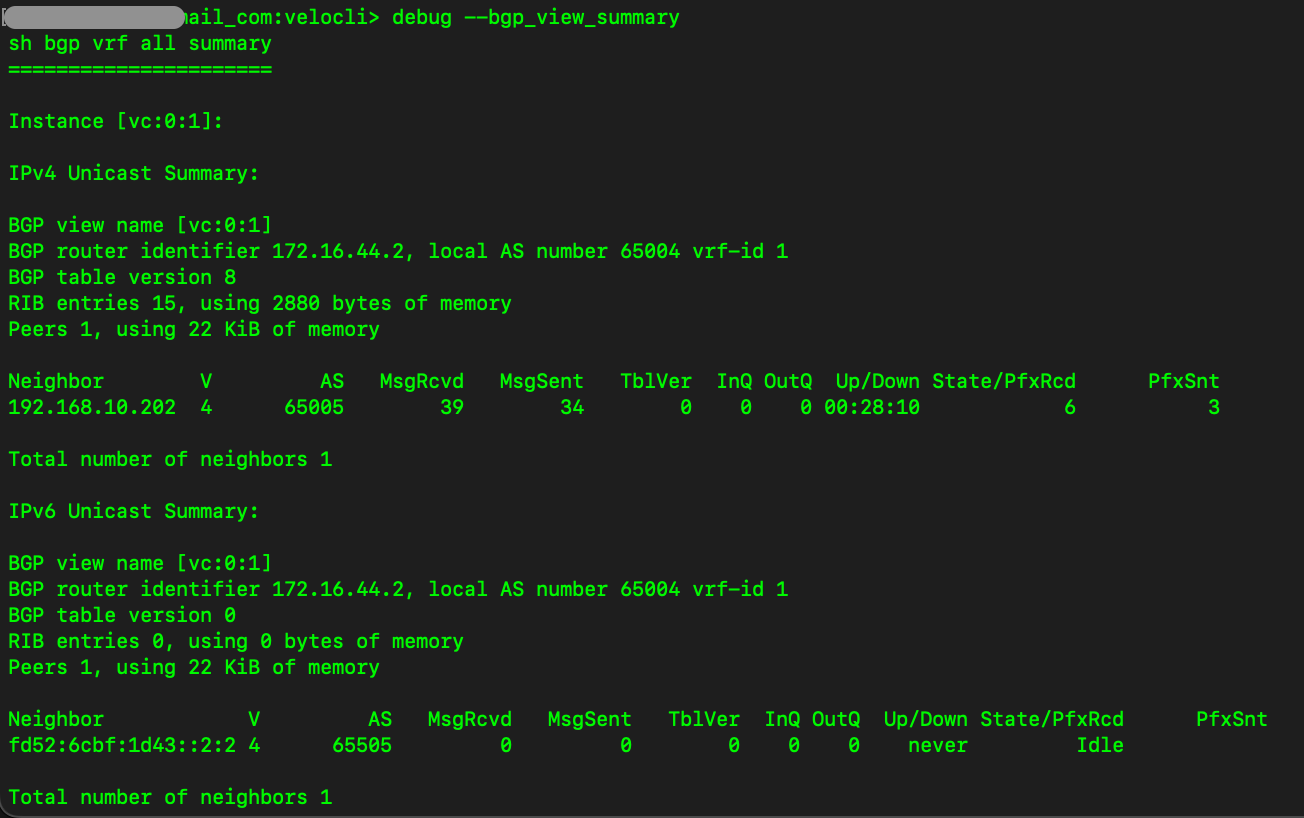 ail_com:velocli> debug --bgp_view_summary
sh bgp vrf all summary
======================
Instance [vc:0:1]:
IPv4 Unicast Summary:
BGP view name [vc:0:1]
BGP router identifier 172.16.44.2, local AS number 65004 vrf-id 1
BGP table version 8
RIB entries 15, using 2880 bytes of memory
Peers 1, using 22 KiB of memory
Neighbor        V         AS   MsgRcvd   MsgSent   TblVer  InQ OutQ  Up/Down State/PfxRcd      PfxSnt
192.168.10.202  4      65005        39        34        0    0    0 00:28:10            6           3
Total number of neighbors 1
IPv6 Unicast Summary:
BGP view name [vc:0:1]
BGP router identifier 172.16.44.2, local AS number 65004 vrf-id 1
BGP table version 0
RIB entries 0, using 0 bytes of memory
Peers 1, using 22 KiB of memory
Neighbor            V         AS   MsgRcvd   MsgSent   TblVer  InQ OutQ  Up/Down State/PfxRcd      PfxSnt
fd52:6cbf:1d43::2:2 4      65505         0         0        0    0    0    never         Idle
Total number of neighbors 1